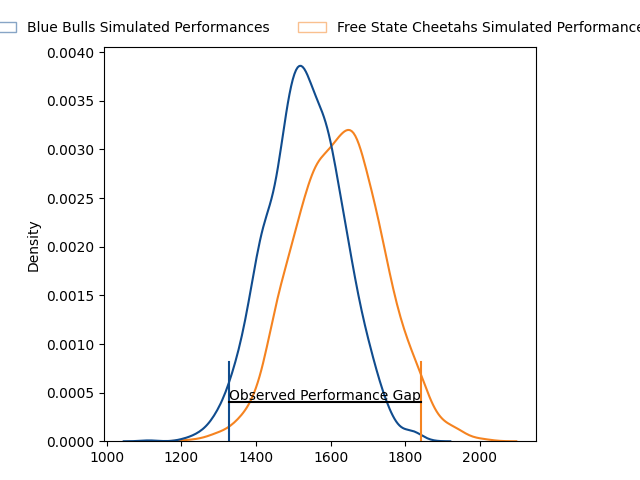 Blue Bulls Simulated Performances Free State Cheetahs Simulated Performance
0.0040
0.0035
0.0030
0.0025
0.0020
0.0015
0.0010
0.0005
0.0000
Density
Observed Performance Gap
1000 1200 1400 1600 1800 2000